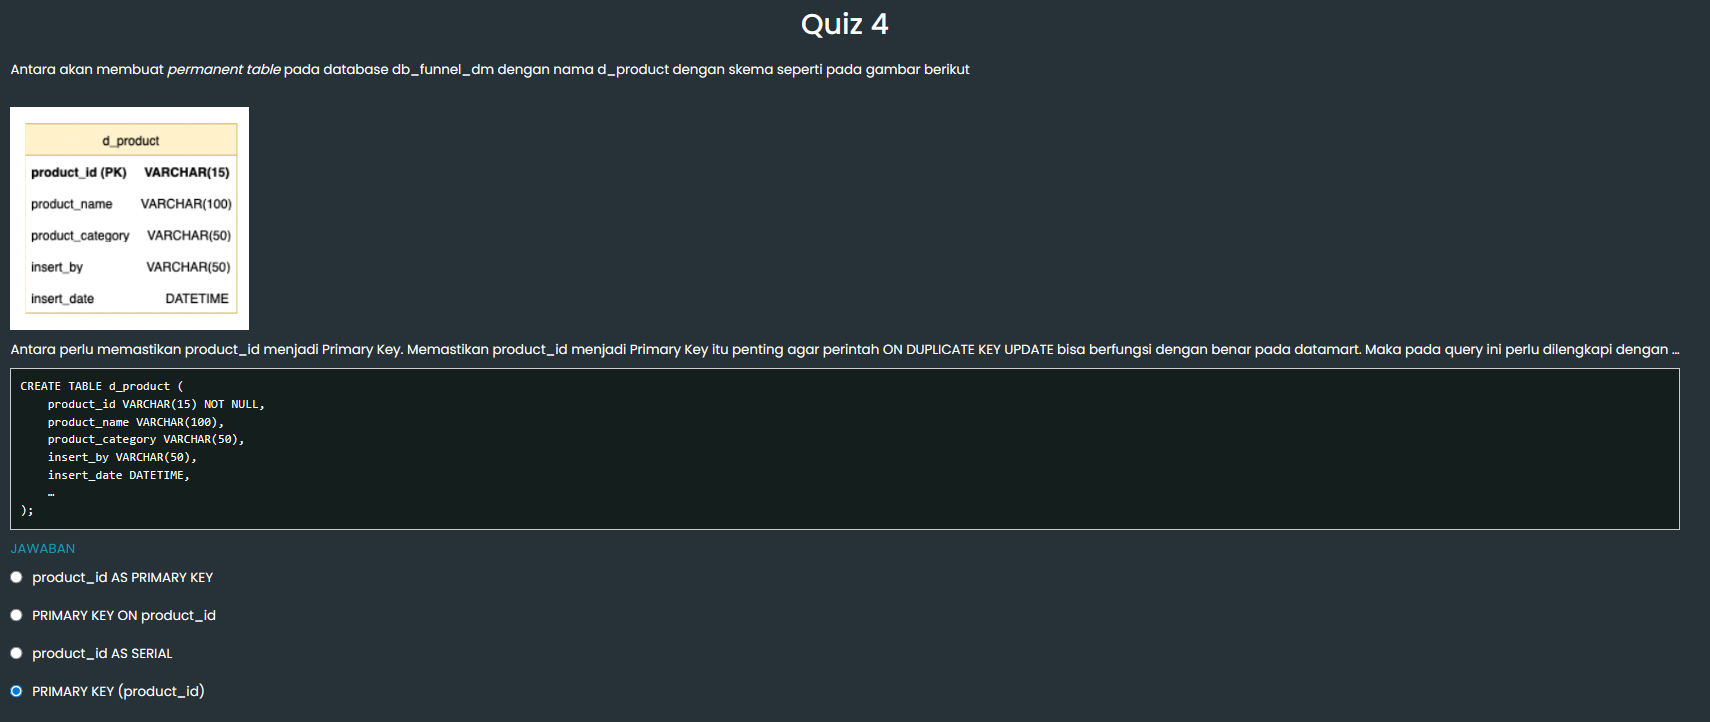 Quiz 4
Antara akan membuat permanent table pada database db_funnel_dm dengan nama d_product dengan skema seperti pada gambar berikut
d_product
product_id (PK) VARCHAR(15)
product_name VARCHAR(100)
product_category VARCHAR(50)
insert_by VARCHAR(50)
insert_date DATETIME
Antara perlu memastikan product_id menjadi Primary Key. Memastikan product_id menjadi Primary Key itu penting agar perintah ON DUPLICATE KEY UPDATE bisa berfungsi dengan benar pada datamart. Maka pada query ini perlu dilengkapi dengan …
CREATE TABLE d_product (
product_id VARCHAR(15) NOT NULL,
product_name VARCHAR(100),
product_category VARCHAR(50),
insert_by VARCHAR(50),
insert_date DATETIME,
…
);
JAWABAN
product_id AS PRIMARY KEY
PRIMARY KEY ON product_id
product_id AS SERIAL
PRIMARY KEY (product_id)